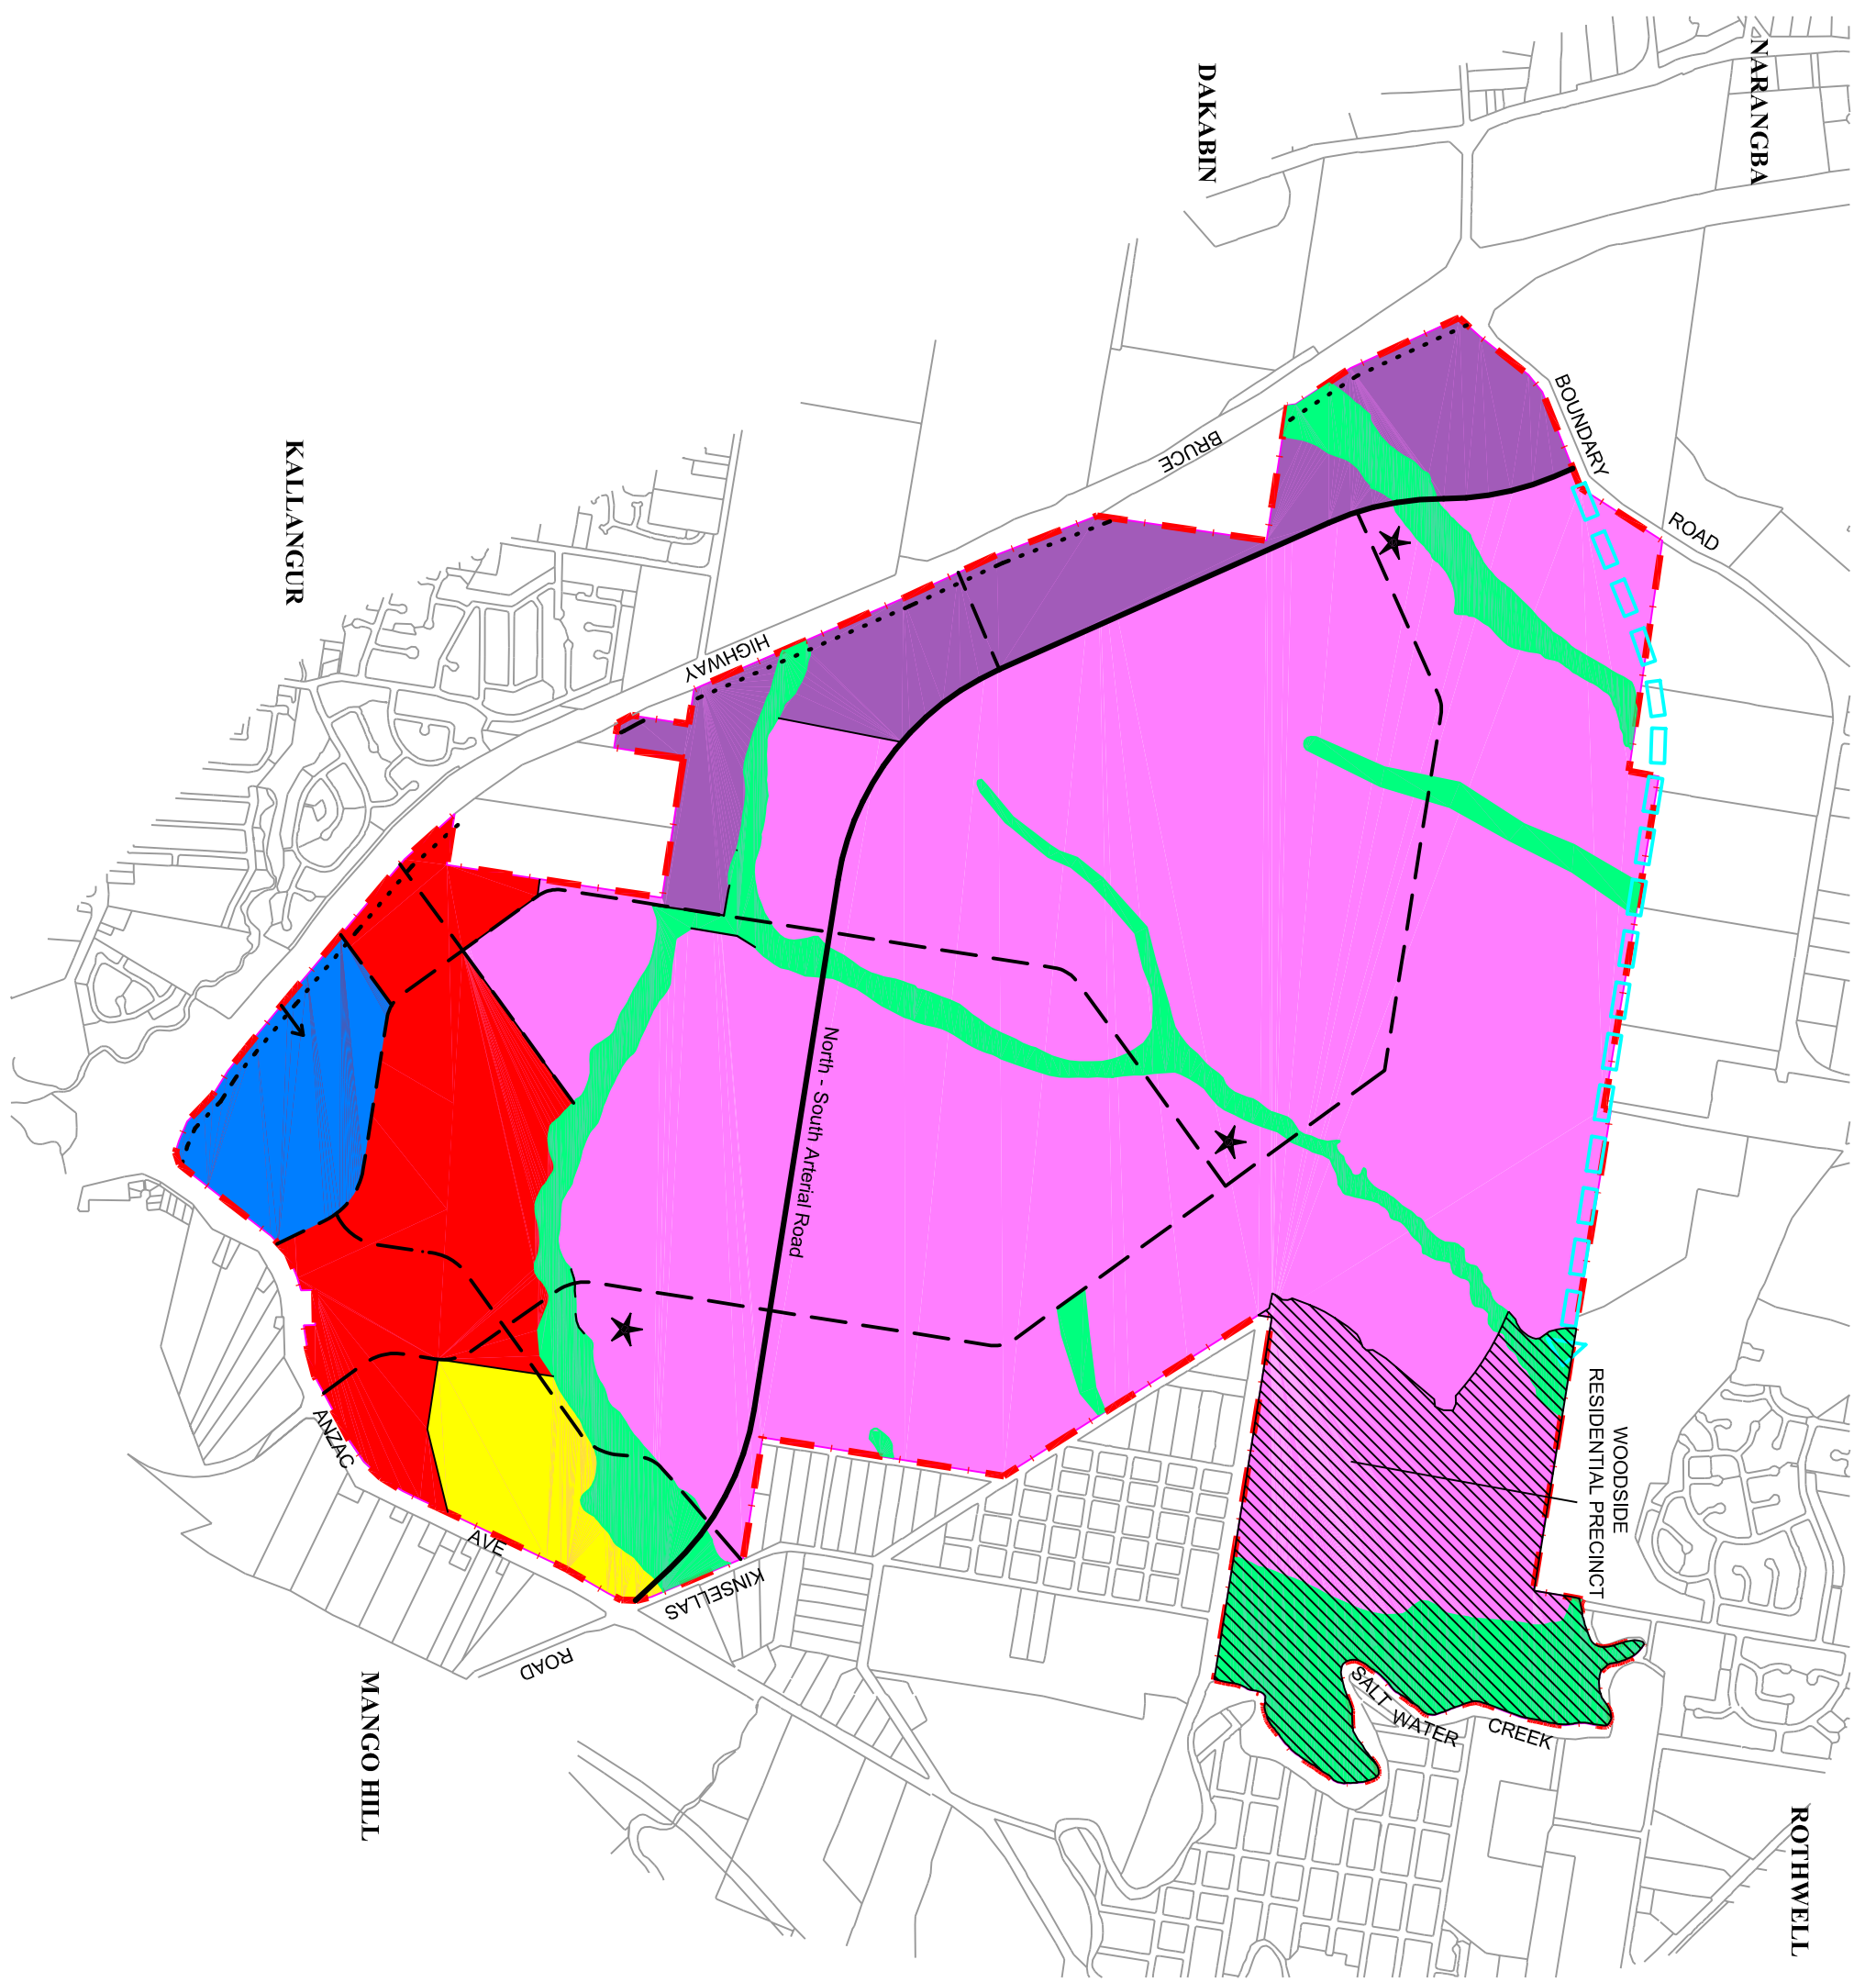 NARANGBA
DAKABIN
BOUNDARY
ROAD
BRUCE
HIGHWAY
KALLANGUR
North - South Arterial Road
WOODSIDE
RESIDENTIAL PRECINCT
ANZAC
AVE
KINSELLAS
ROAD
SALT WATER CREEK
MANGO HILL
ROTHWELL